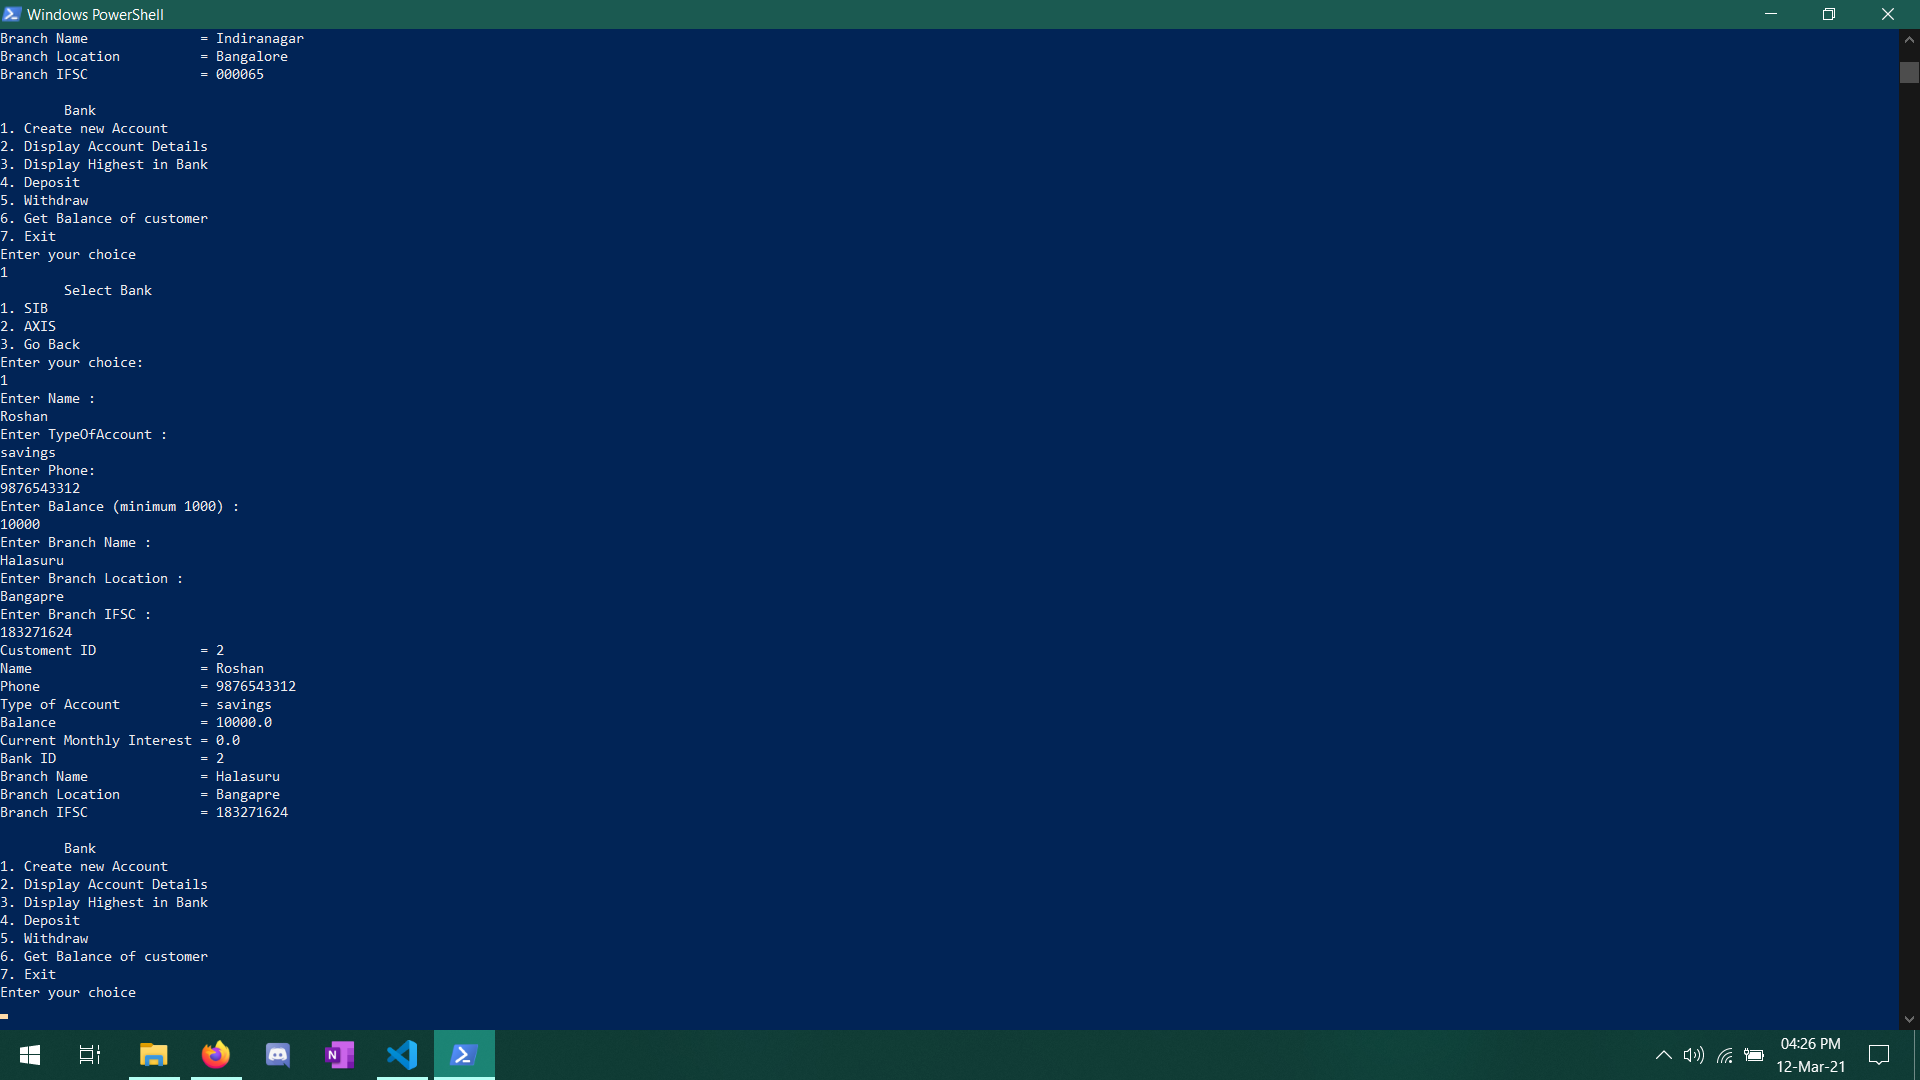 Windows PowerShell
Branch Name = Indiranagar
Branch Location = Bangalore
Branch IFSC = 000065
Bank
1. Create new Account
2. Display Account Details
3. Display Highest in Bank
4. Deposit
5. Withdraw
6. Get Balance of customer
7. Exit
Enter your choice
1
Select Bank
1. SIB
2. AXIS
3. Go Back
Enter your choice:
1
Enter Name :
Roshan
Enter TypeOfAccount :
savings
Enter Phone:
9876543312
Enter Balance (minimum 1000) :
10000
Enter Branch Name :
Halasuru
Enter Branch Location :
Bangapre
Enter Branch IFSC :
183271624
Customent ID = 2
Name = Roshan
Phone = 9876543312
Type of Account = savings
Balance = 10000.0
Current Monthly Interest = 0.0
Bank ID = 2
Branch Name = Halasuru
Branch Location = Bangapre
Branch IFSC = 183271624
Bank
1. Create new Account
2. Display Account Details
3. Display Highest in Bank
4. Deposit
5. Withdraw
6. Get Balance of customer
7. Exit
Enter your choice
N
04:26 PM
12-Mar-21